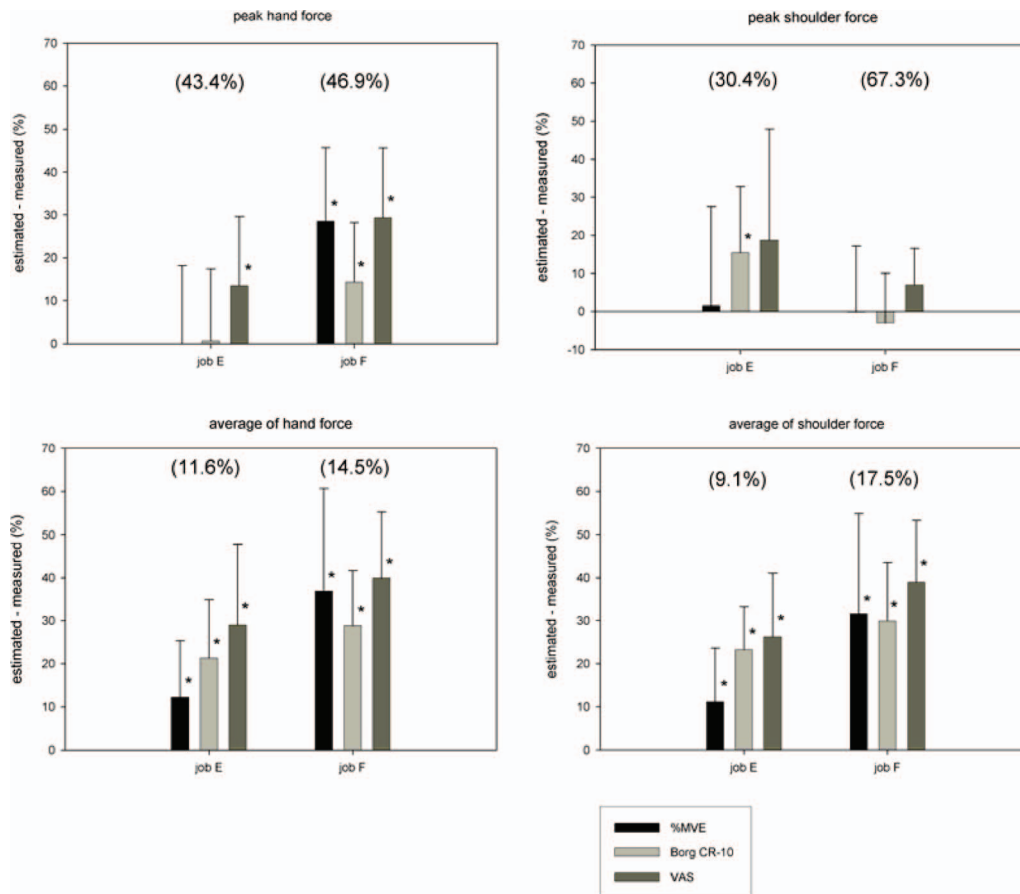 peak hand force
estimated - measured (%)
70
60
50
40
30
20
10
0
(43.4%) (46.9%)
*
*
*
*
job E job F
peak shoulder force
estimated - measured (%)
70
60
50
40
30
20
10
0
-10
(30.4%) (67.3%)
*
job E job F
average of hand force
estimated - measured (%)
70
60
50
40
30
20
10
0
(11.6%) (14.5%)
* * * * * *
job E job F
average of shoulder force
estimated - measured (%)
70
60
50
40
30
20
10
0
(9.1%) (17.5%)
* * * * * *
job E job F
%MVE
Borg CR-10
VAS